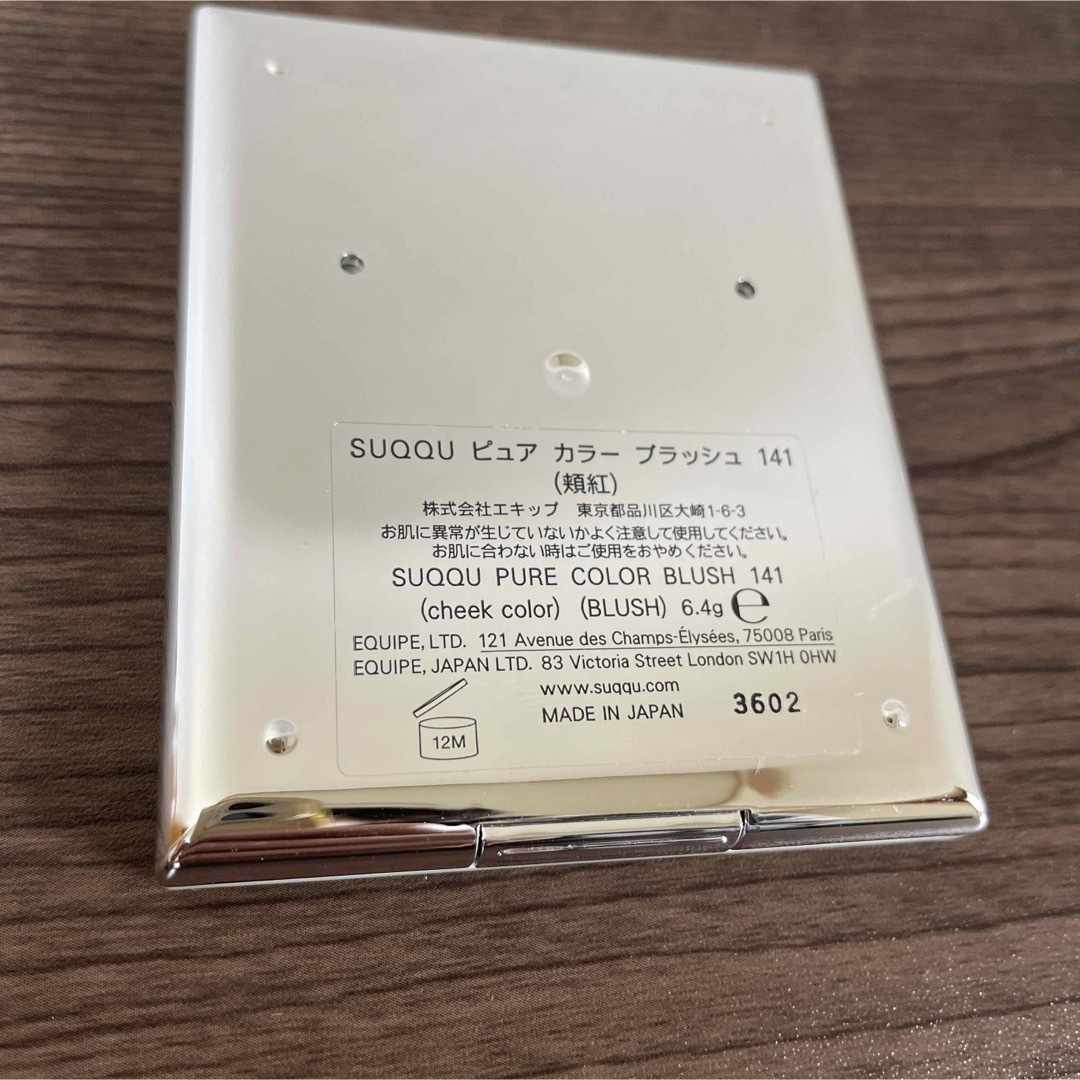 SUQQU ピュア カラー ブラッシュ 141
(頬紅)
株式会社エキップ 東京都品川区大崎1-6-3
お肌に異常が生じていないかよく注意して使用してください。
お肌に合わない時はご使用をおやめください。
SUQQU PURE COLOR BLUSH 141
(cheek color) (BLUSH) 6.4g ℮
EQUIPE, LTD. 121 Avenue des Champs-Élysées, 75008 Paris
EQUIPE, JAPAN LTD. 83 Victoria Street London SW1H 0HW
www.suqqu.com
MADE IN JAPAN 3602
12M